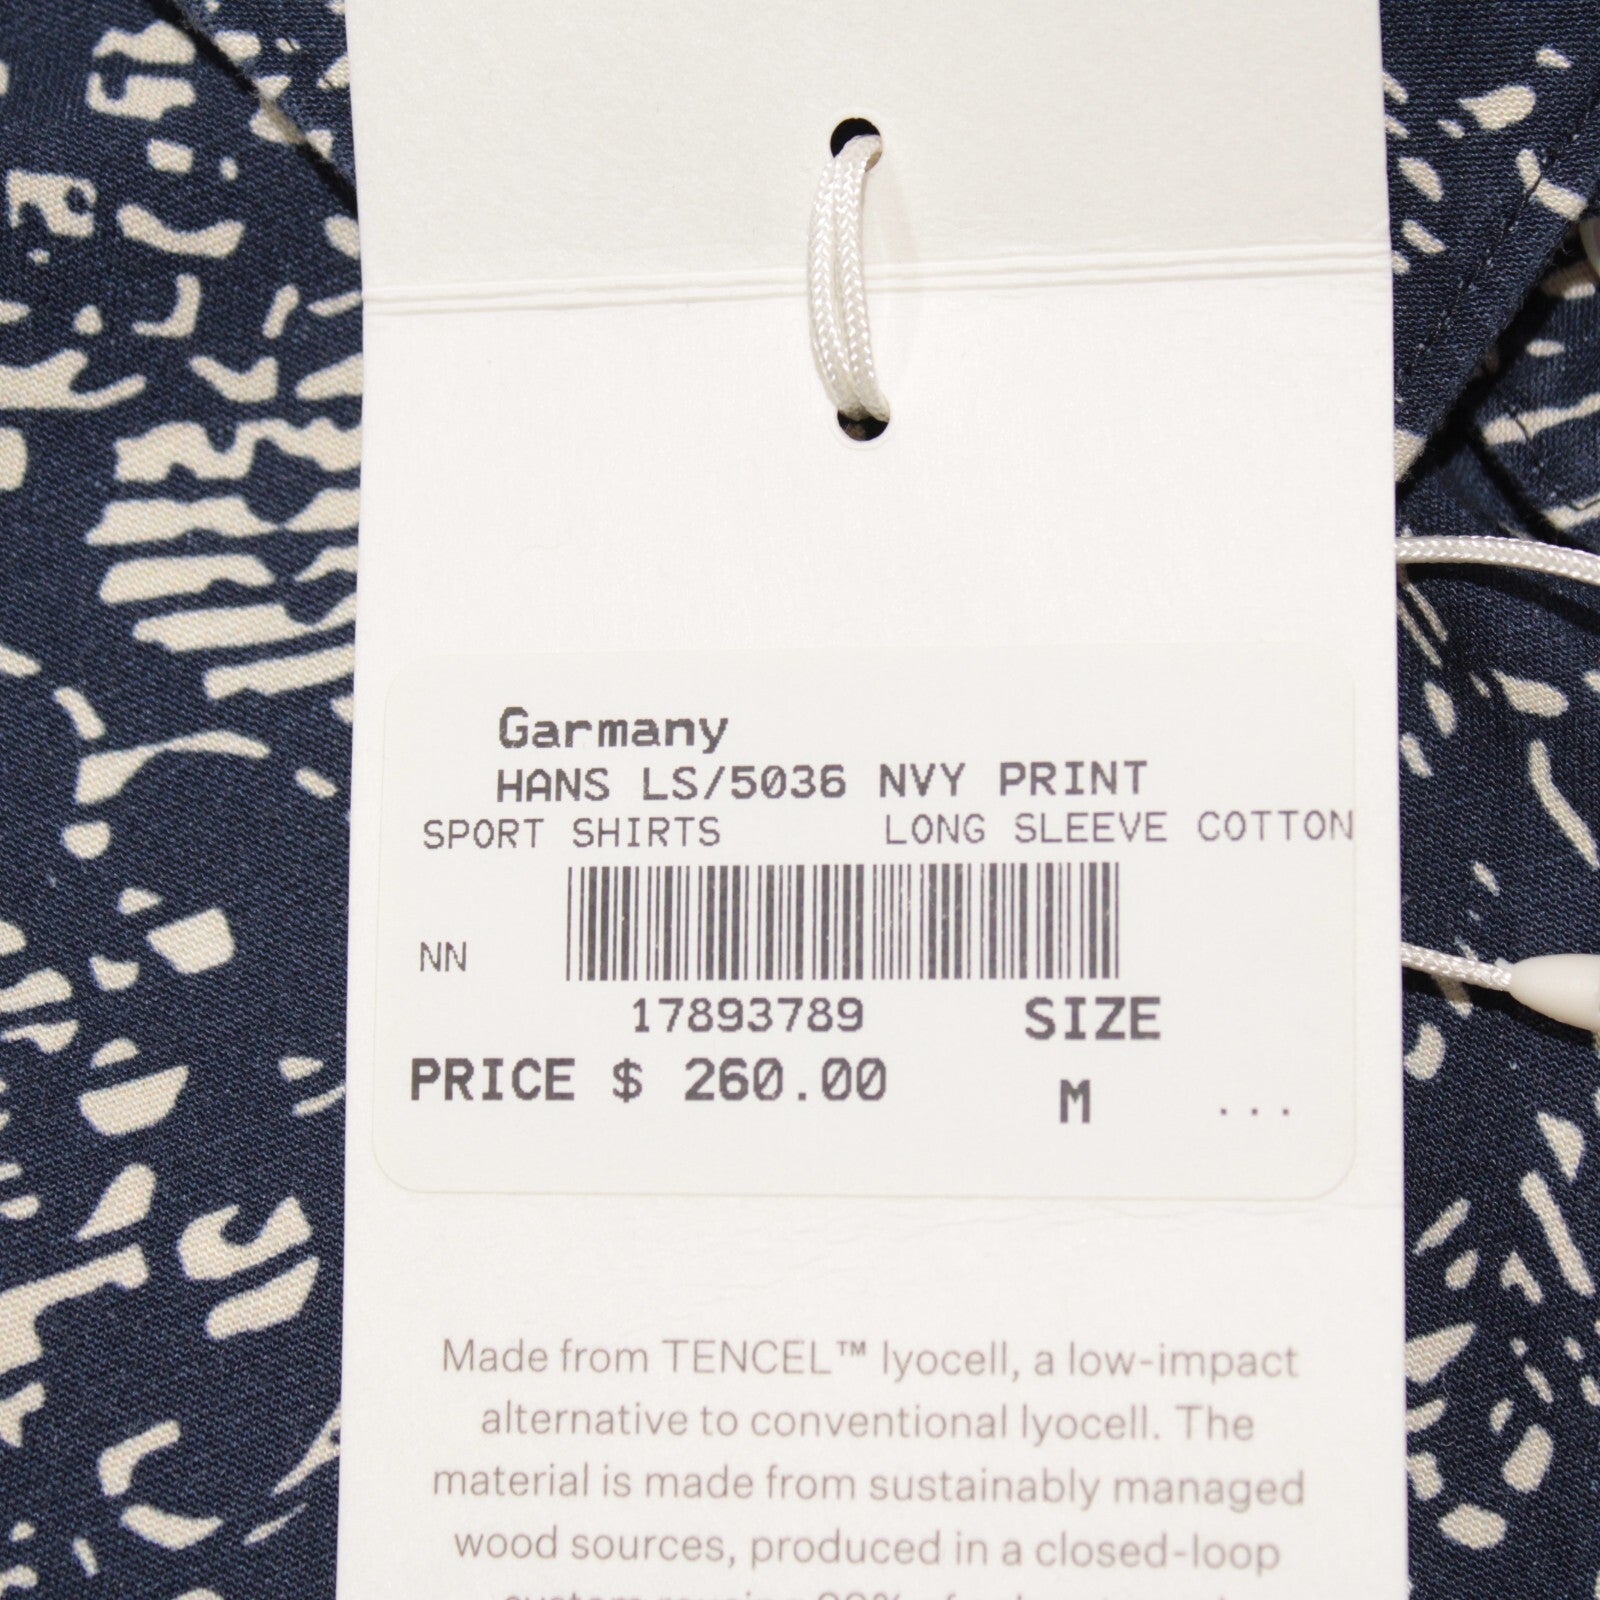 Garmany
HANS LS/5036 NVY PRINT
SPORT SHIRTS LONG SLEEVE COTTON
NN
17893789 SIZE
PRICE $ 260.00 M ...
Made from TENCEL™ lyocell, a low-impact
alternative to conventional lyocell. The
material is made from sustainably managed
wood sources, produced in a closed-loop